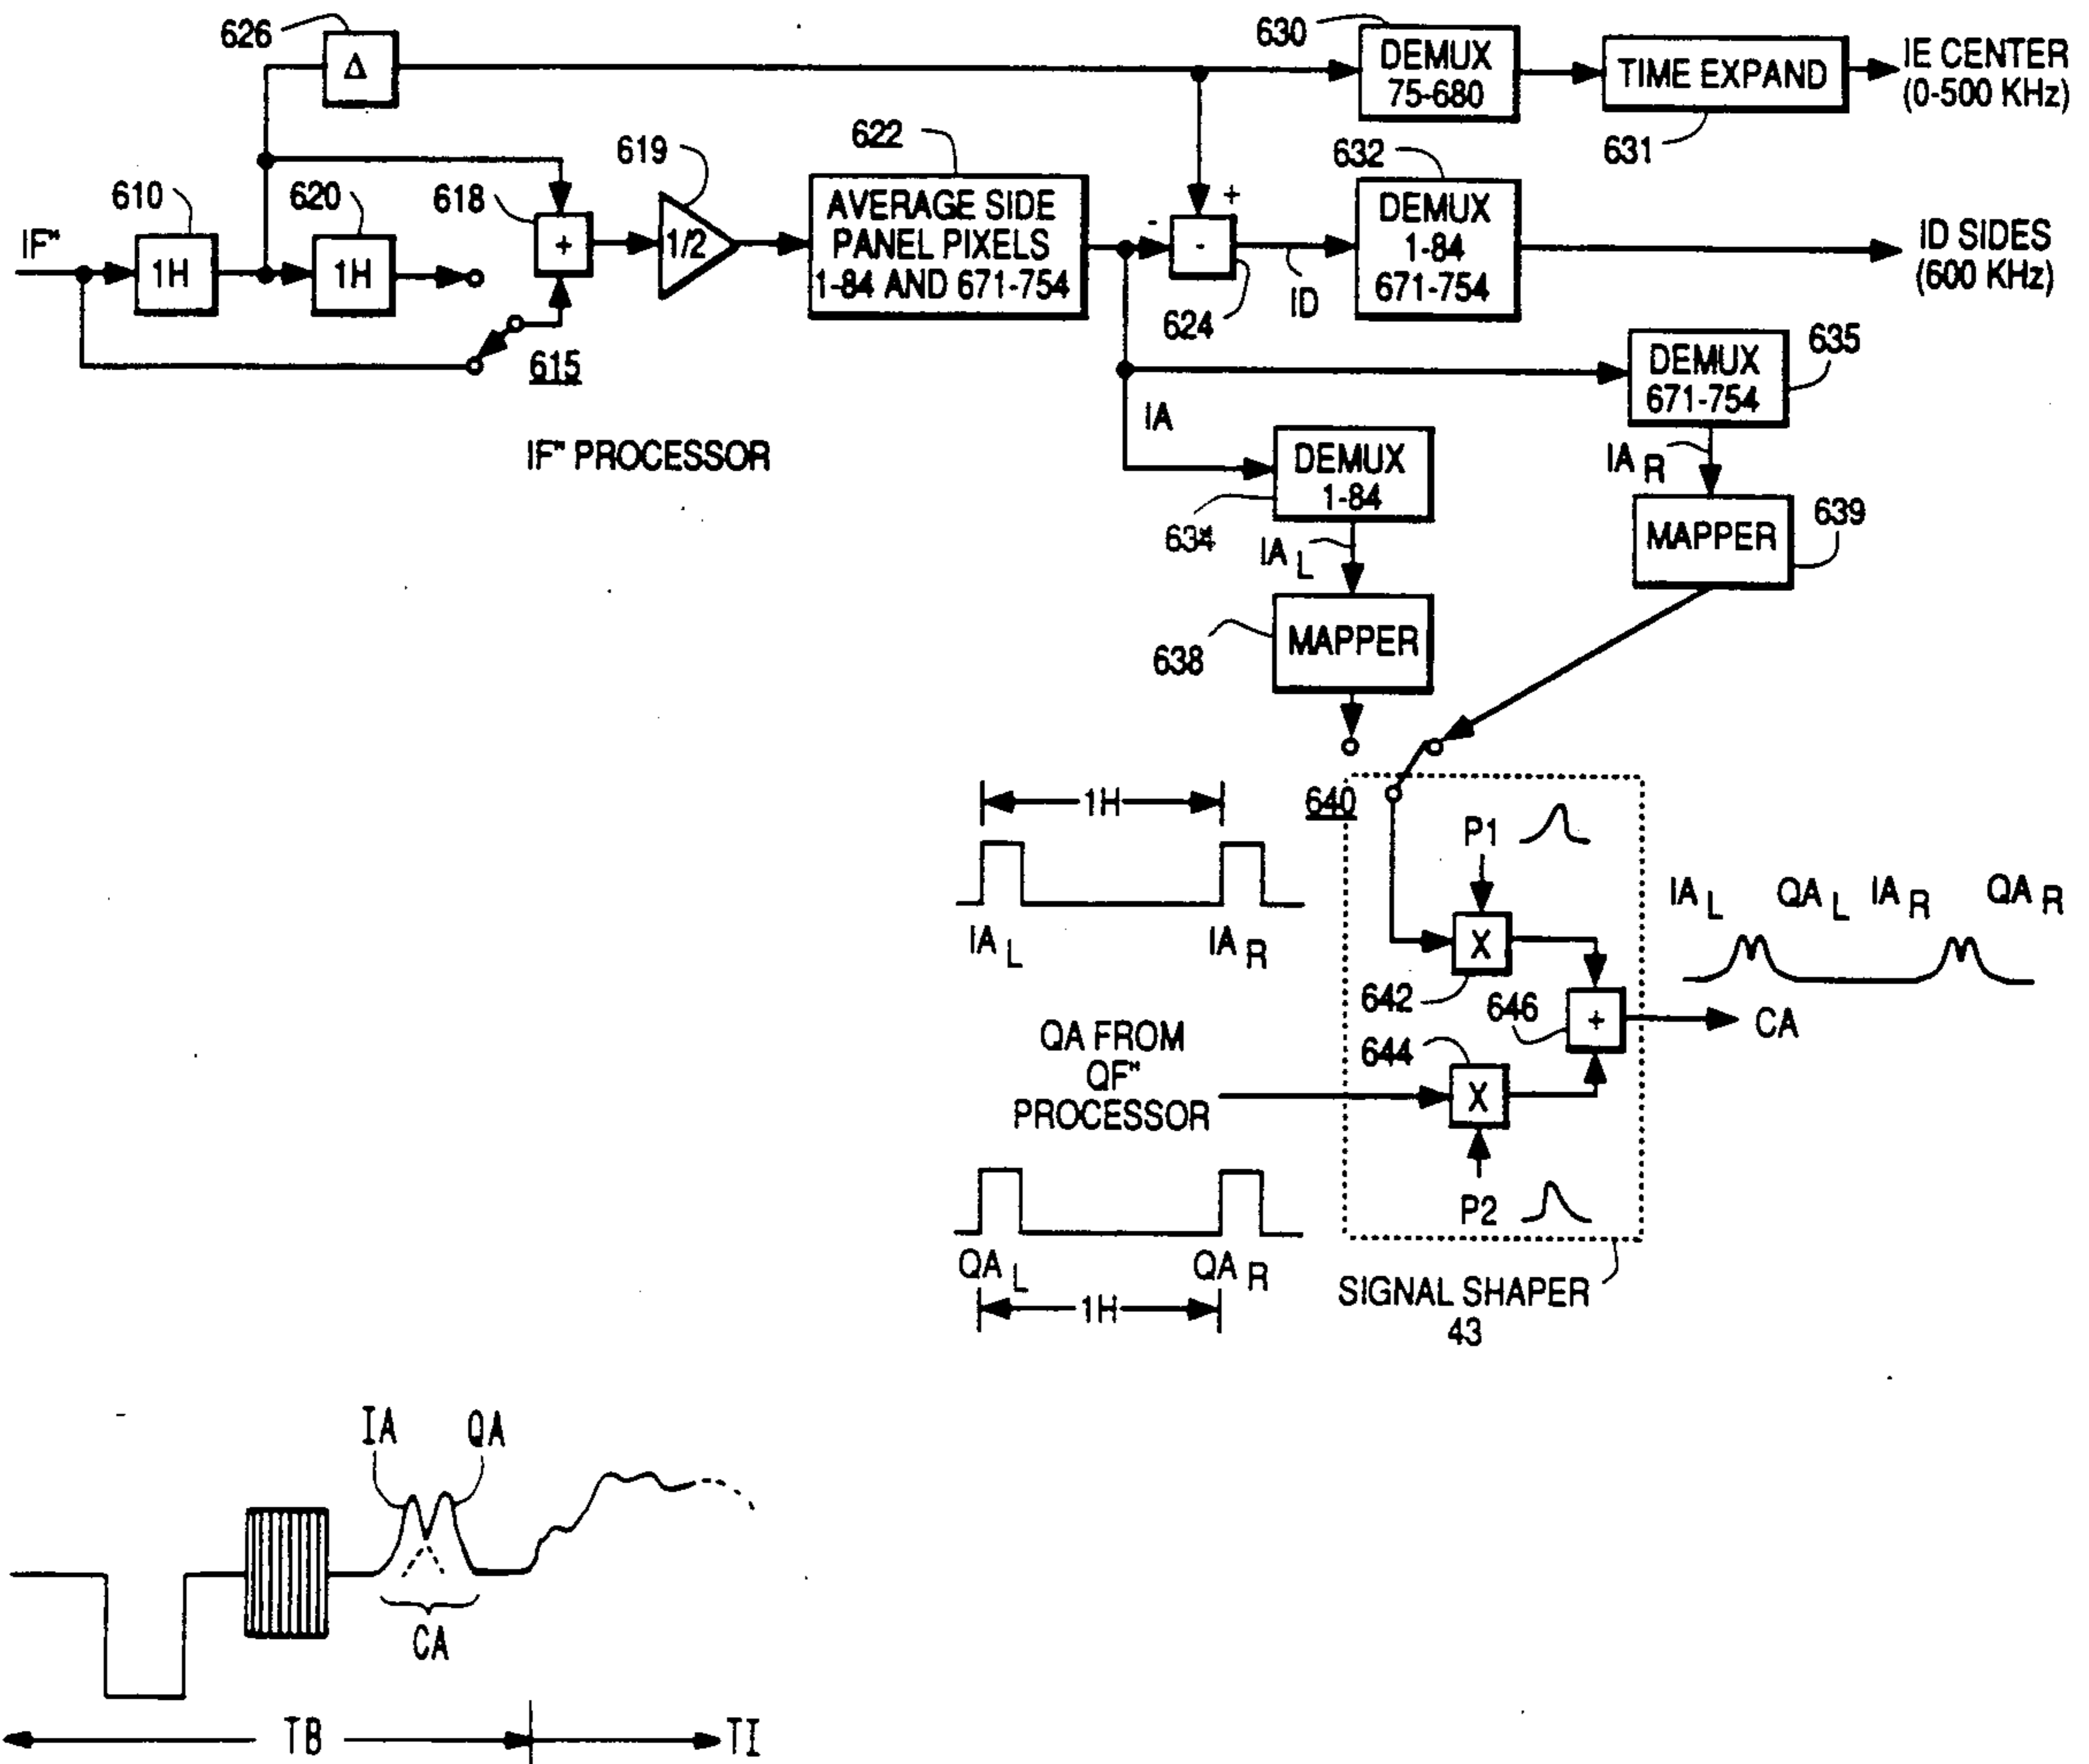 626
Δ
630
DEMUX
75-680
TIME EXPAND
631
IE CENTER
(0-500 KHz)
IF"
610
1H
620
1H
618
+
619
1/2
622
AVERAGE SIDE
PANEL PIXELS
1-84 AND 671-754
+
-
-
624
ID
632
DEMUX
1-84
671-754
ID SIDES
(600 KHz)
615
IF" PROCESSOR
IA
DEMUX
671-754
635
IA R
DEMUX
1-84
634
IA L
MAPPER
639
MAPPER
638
640
1H
IA L
IA R
P1
X
642
646
+
CA
IA L
QA L
IA R
QA R
QA FROM
QF"
PROCESSOR
644
X
P2
QA L
QA R
1H
SIGNAL SHAPER
43
IA
QA
CA
TB
TI